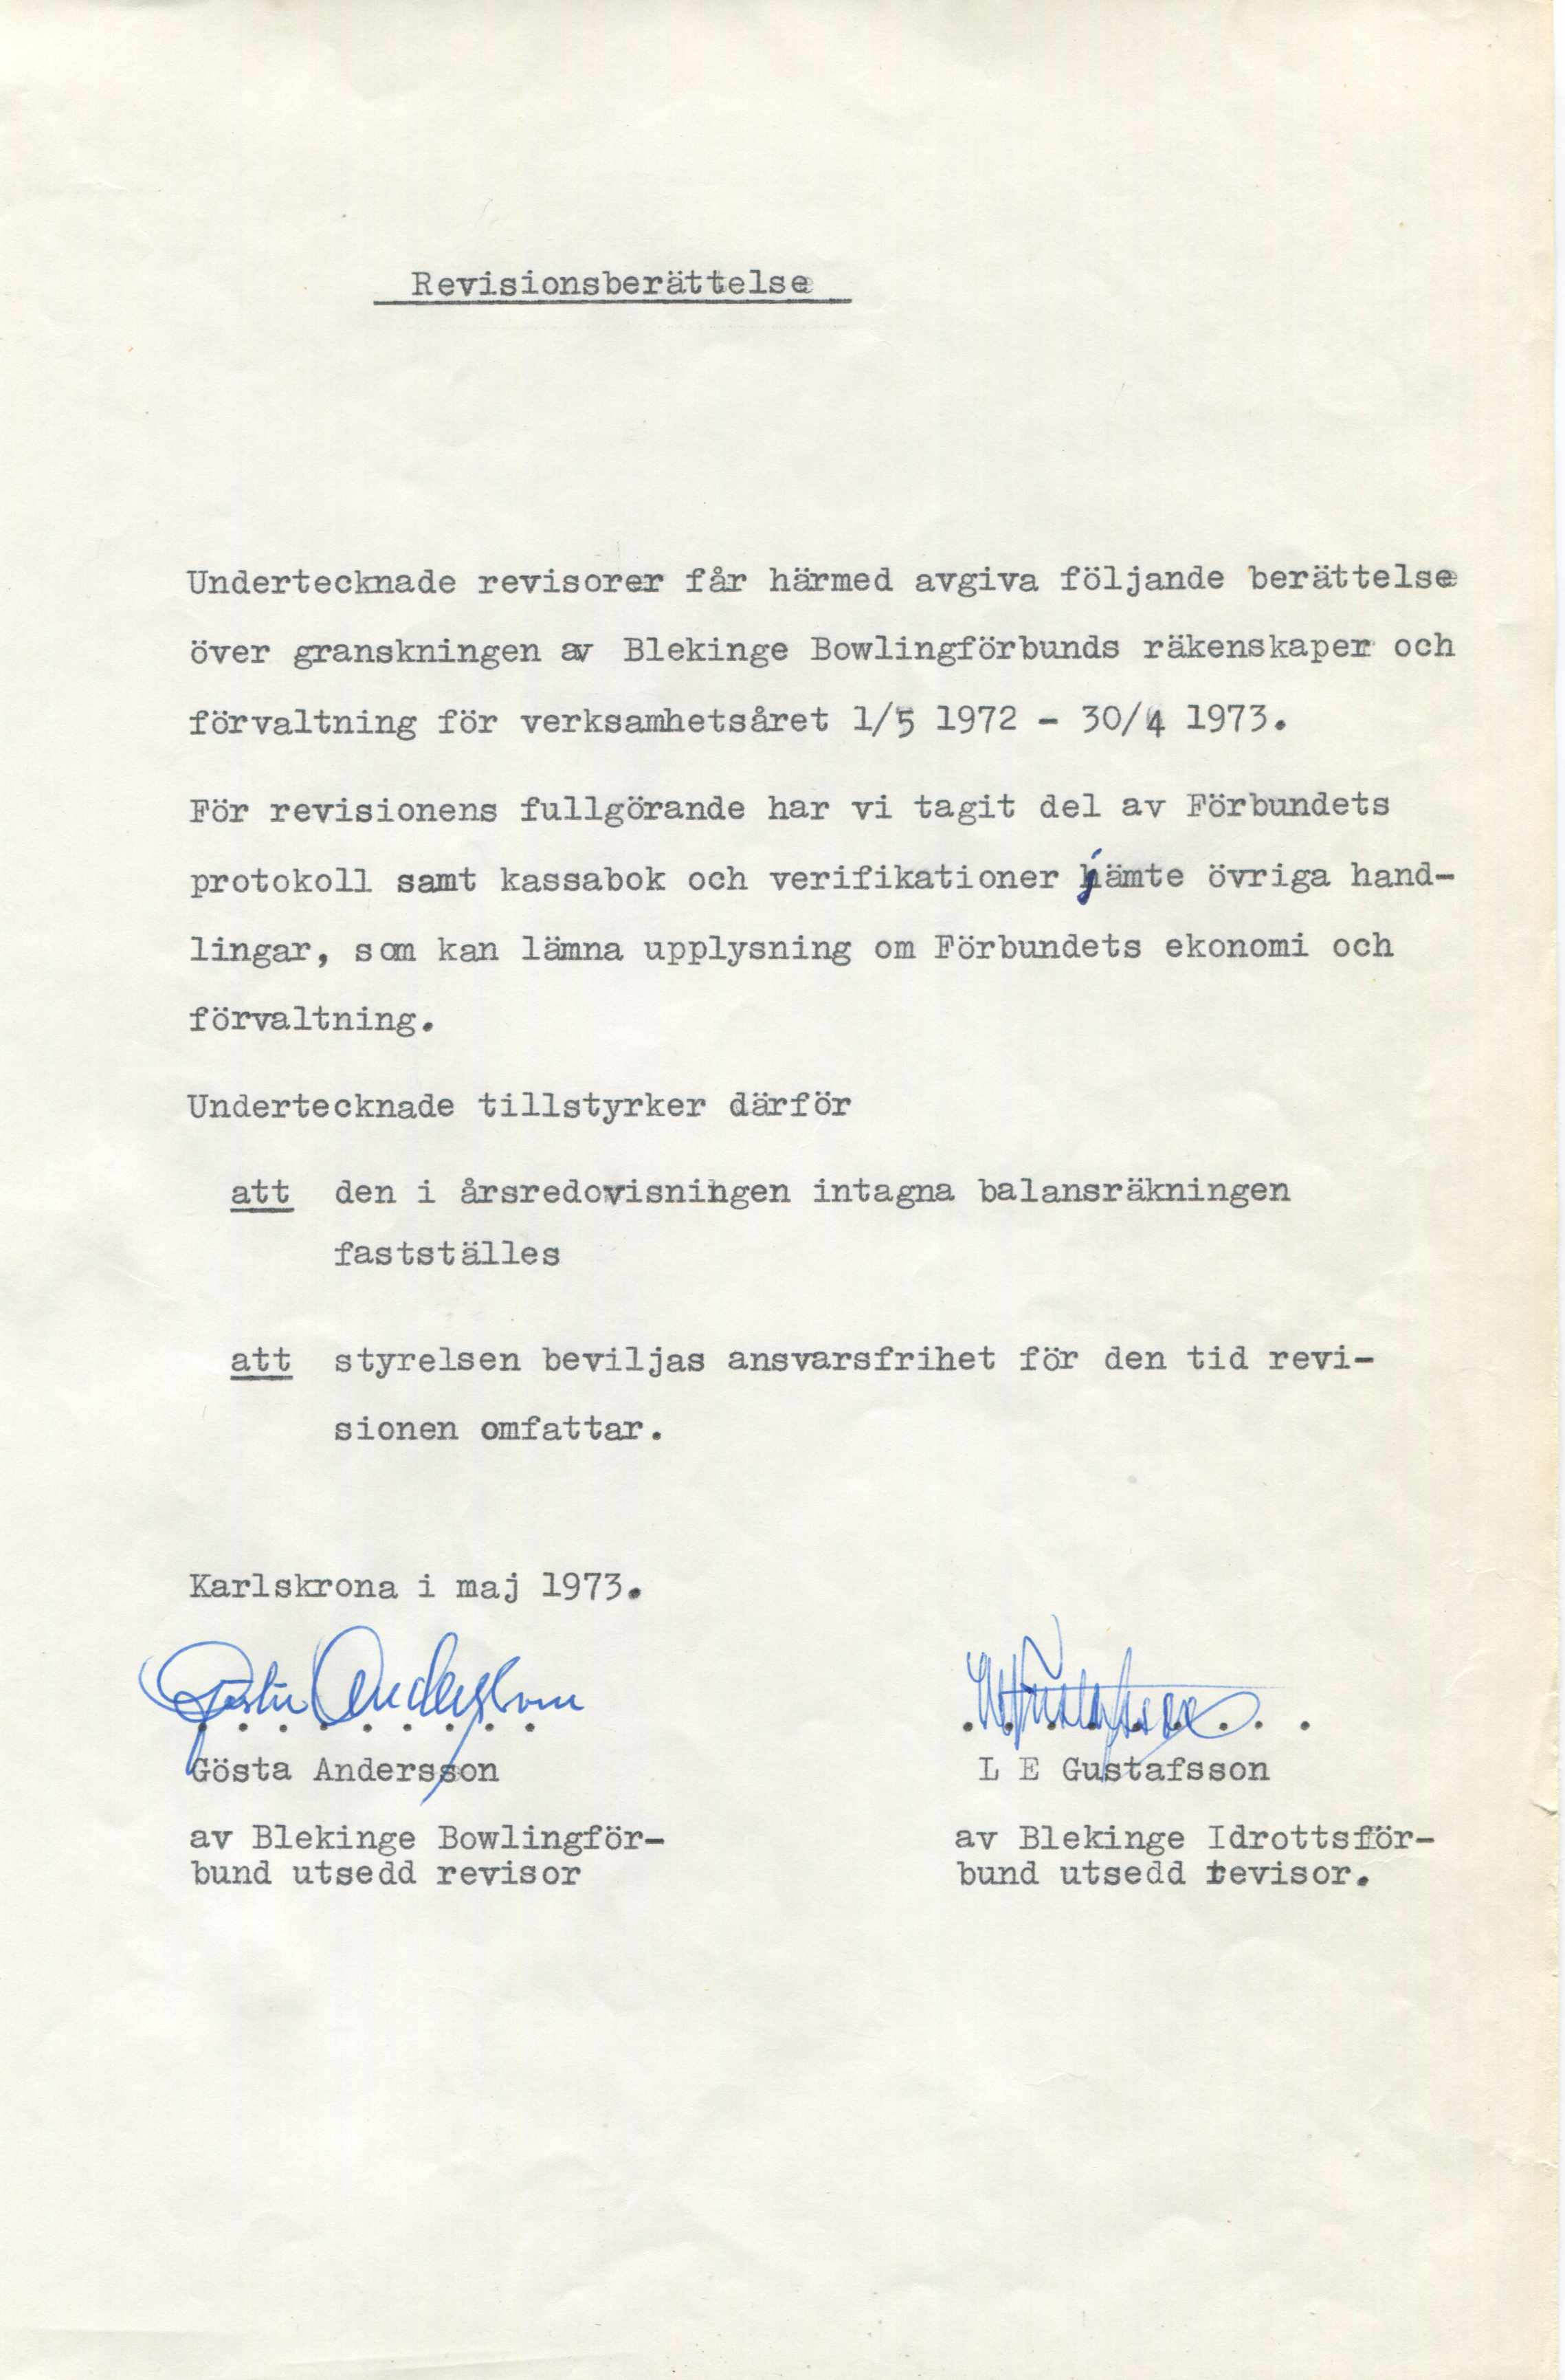 Revisionsberättelse
Undertecknade revisorer får härmed avgiva följande berättelse
över granskningen av Blekinge Bowlingförbunds räkenskaper och
förvaltning för verksamhetsåret 1/5 1972 - 30/4 1973.
För revisionens fullgörande har vi tagit del av Förbundets
protokoll samt kassabok och verifikationer jämte övriga hand-
lingar, som kan lämna upplysning om Förbundets ekonomi och
förvaltning.
Undertecknade tillstyrker därför
att den i årsredovisningen intagna balansräkningen
fastställes
att styrelsen beviljas ansvarsfrihet för den tid revi-
sionen omfattar.
Karlskrona i maj 1973.
Gösta Andersson
Gösta Andersson
av Blekinge Bowlingför-
bund utsedd revisor
L E Gustafsson
av Blekinge Idrottsför-
bund utsedd revisor.